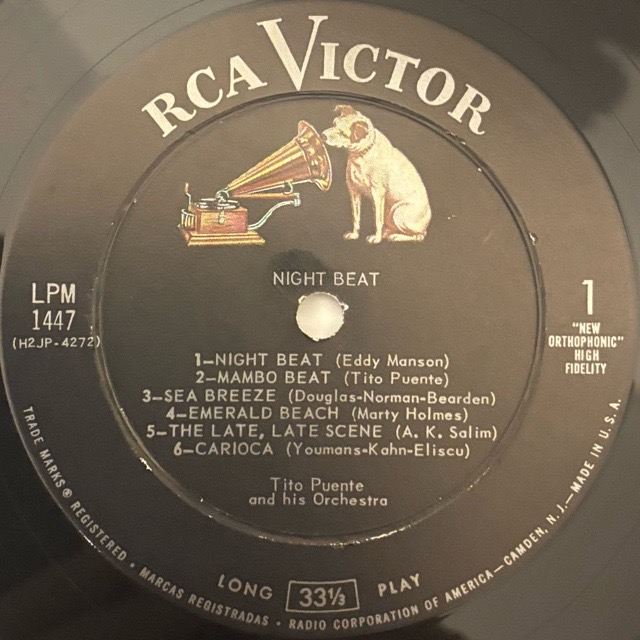 RCA VICTOR
NIGHT BEAT
LPM
1447
(H2JP-4272)
1
"NEW
ORTHOPHONIC"
HIGH
FIDELITY
1—NIGHT BEAT (Eddy Manson)
2—MAMBO BEAT (Tito Puente)
3—SEA BREEZE (Douglas-Norman-Bearden)
4—EMERALD BEACH (Marty Holmes)
5—THE LATE, LATE SCENE (A. K. Salim)
6—CARIOCA (Youmans-Kahn-Eliscu)
Tito Puente
and his Orchestra
LONG 33⅓ PLAY
TRADE MARKS ® REGISTERED • MARCAS REGISTRADAS • RADIO CORPORATION OF AMERICA—CAMDEN, N. J.—MADE IN U. S. A.